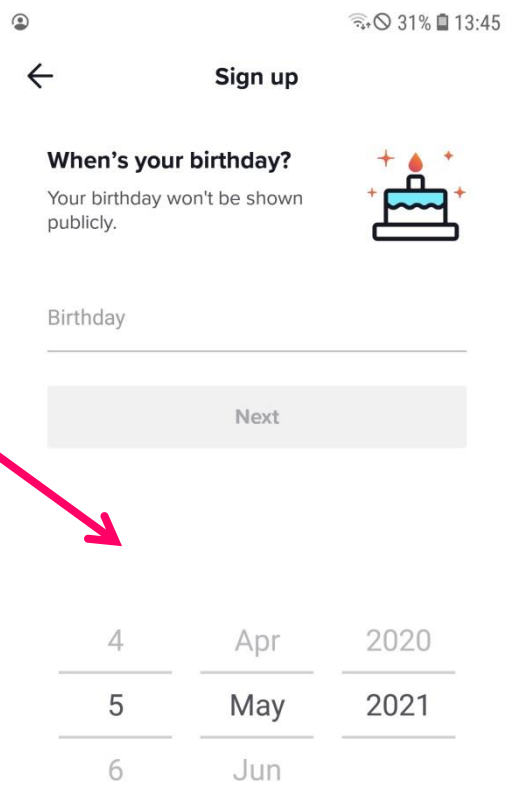 31% 13:45
Sign up
When's your birthday?
Your birthday won't be shown
publicly.
Birthday
Next
4 Apr 2020
5 May 2021
6 Jun